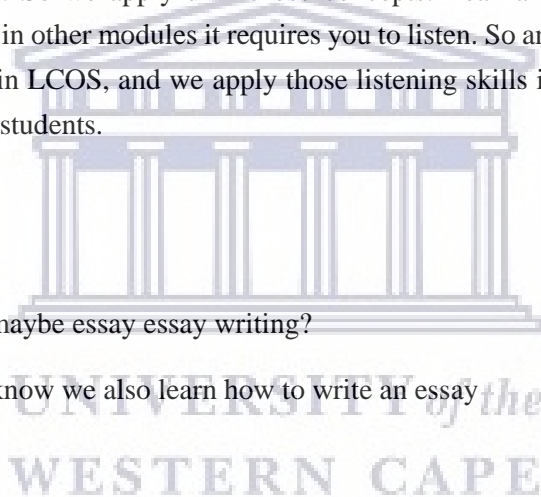 in other modules it requires you to listen. So an
in LCOS, and we apply those listening skills i
students.
maybe essay essay writing?
know we also learn how to write an essay
UNIVERSITY of the
WESTERN CAPE